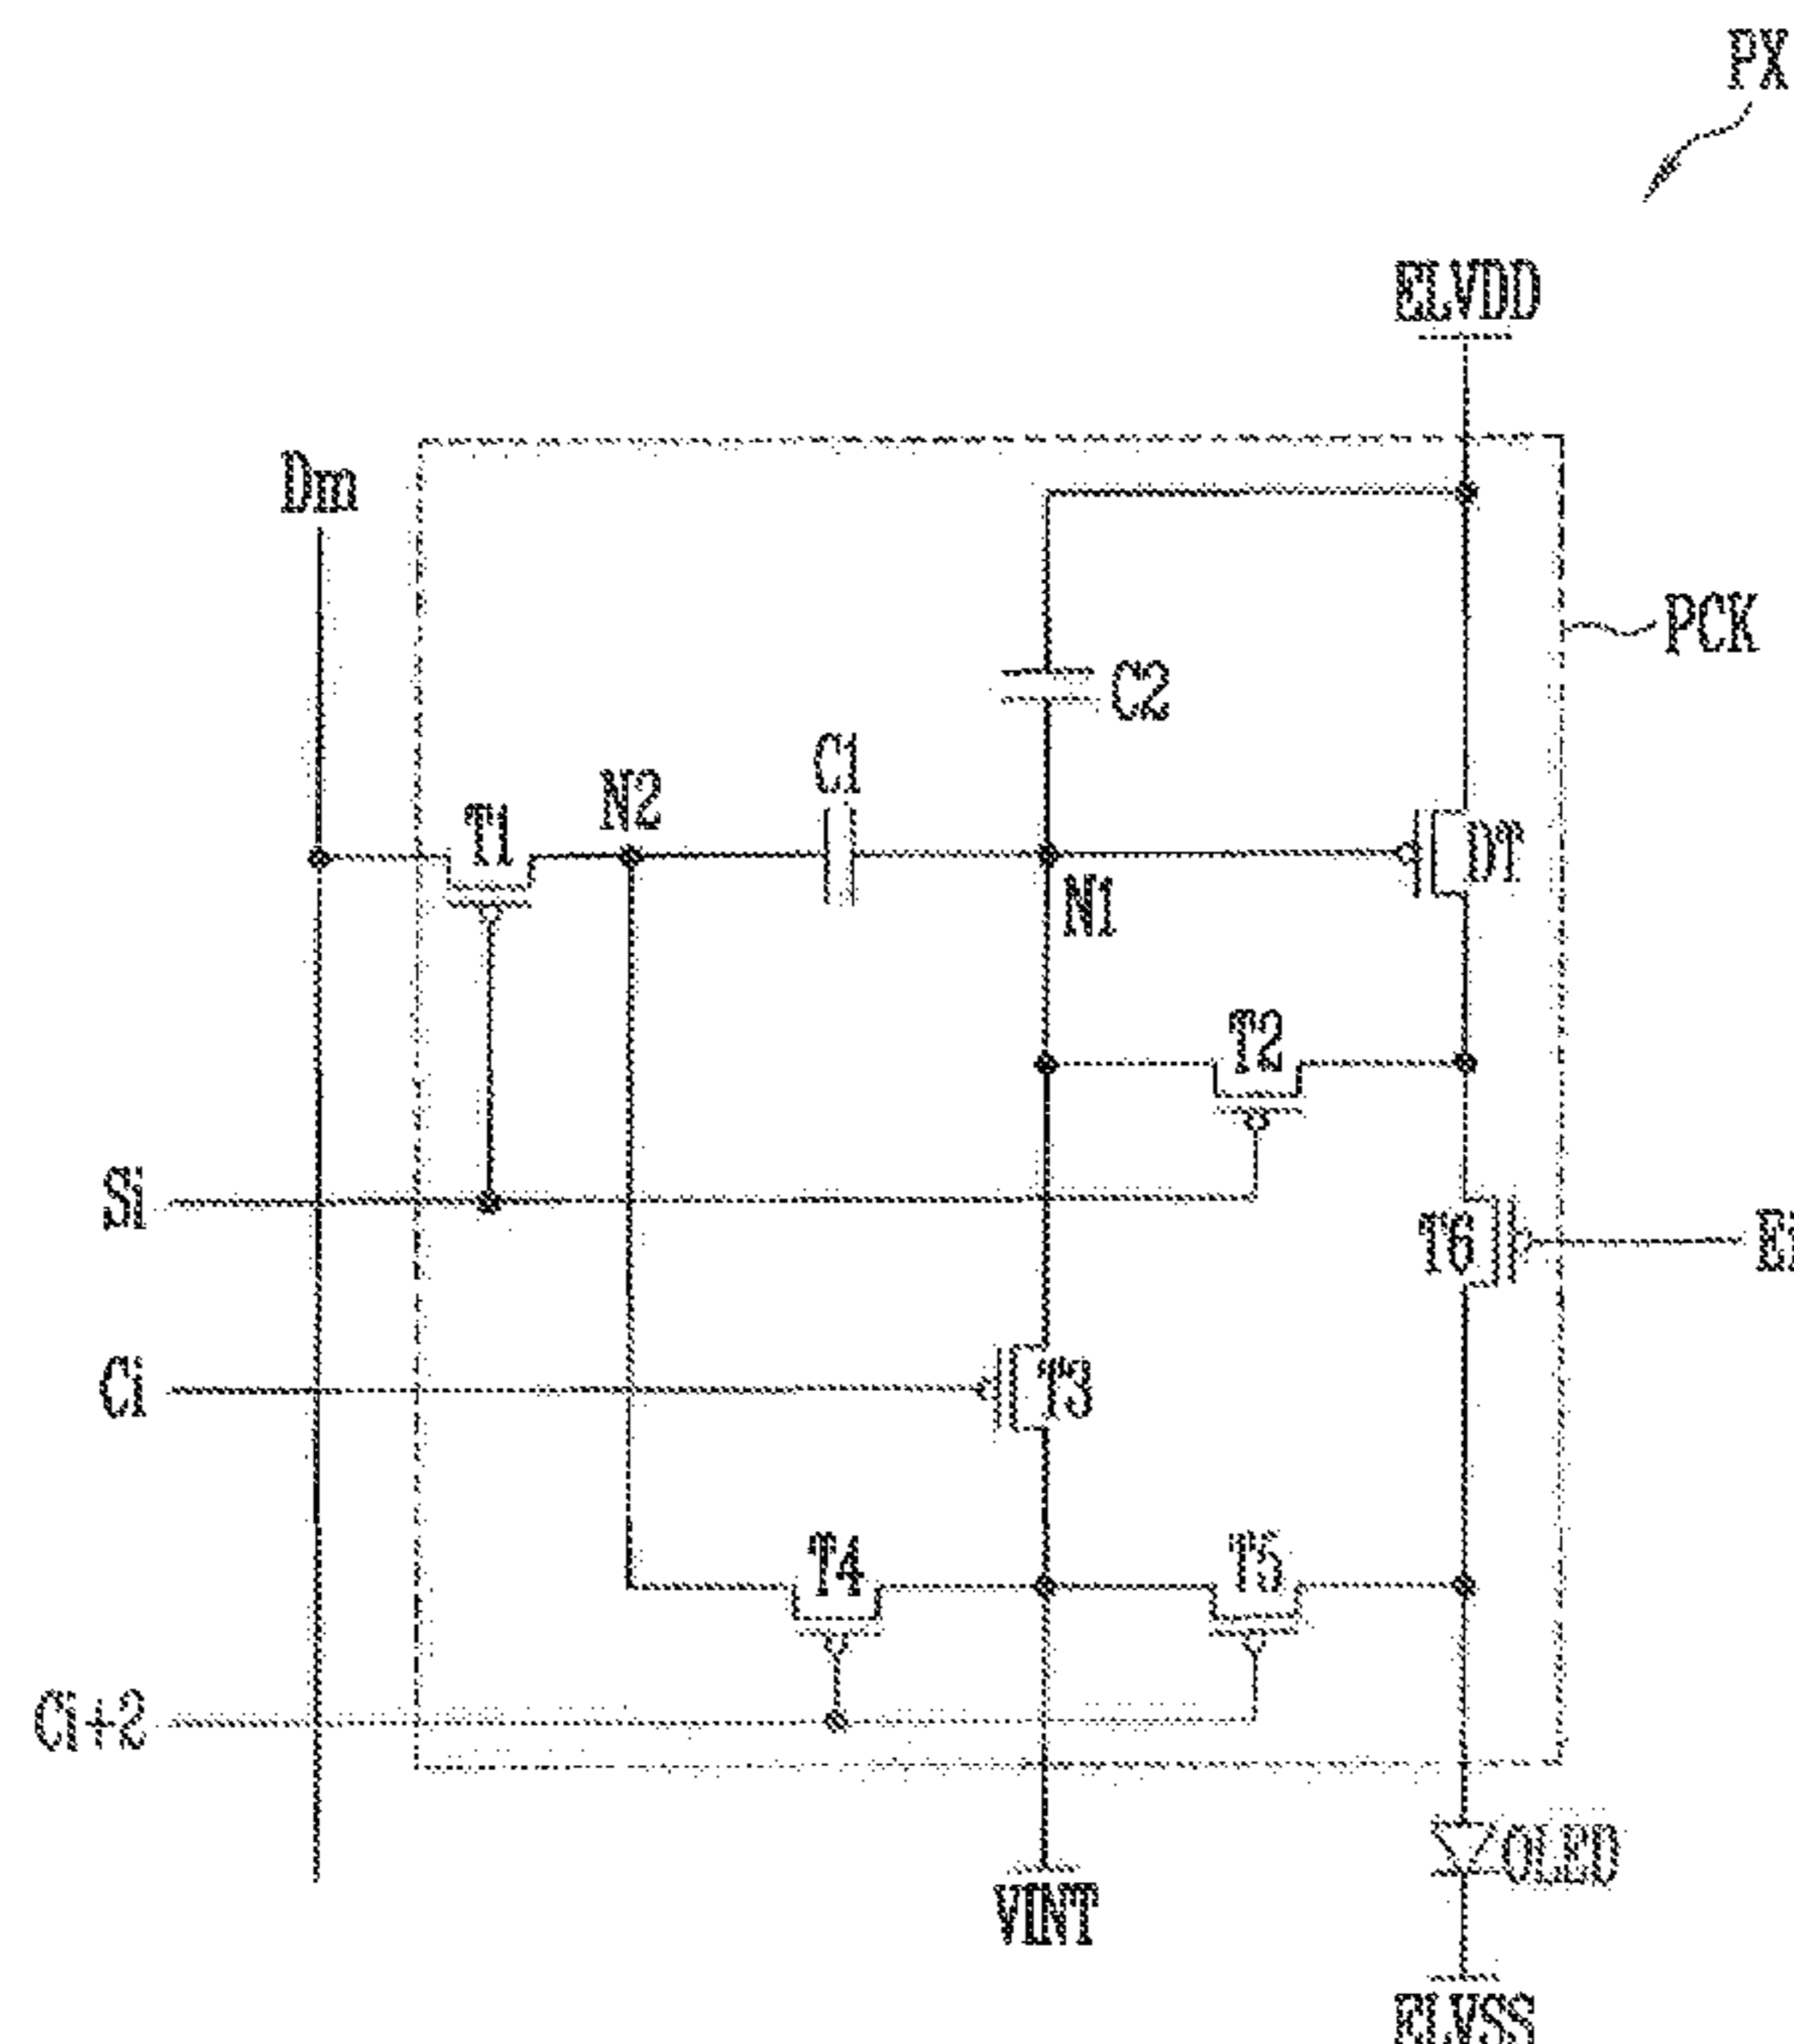 PX
ELVDD
Dm
PCK
C2
C1
N2
T1
DT
N1
T2
Si
T6
Ei
Ci
T3
T4
T5
Ci+2
OLED
VINT
ELVSS